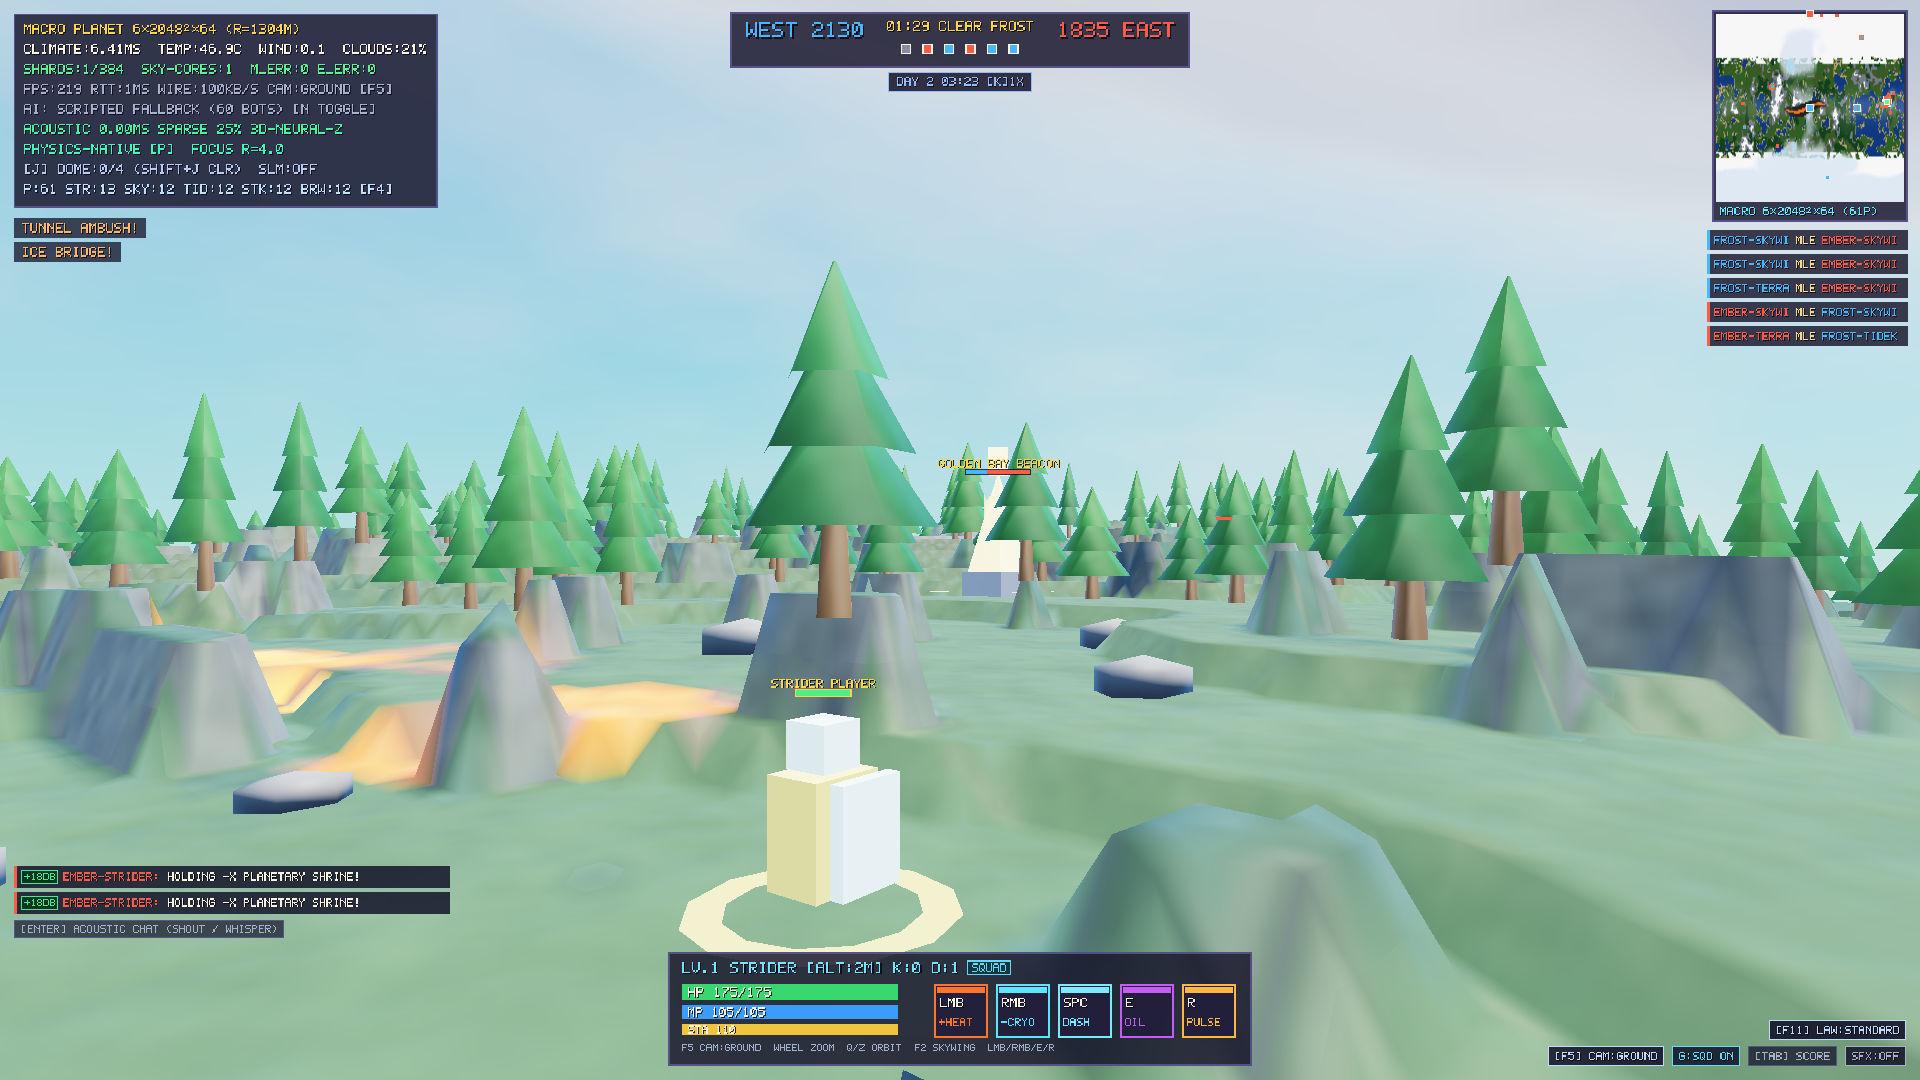 MACRO PLANET 6×2048²×64 (R=1304M)
CLIMATE:6.41MS TEMP:46.9C WIND:0.1 CLOUDS:21%
SHARDS:1/384 SKY-CORES:1 M_ERR:0 E_ERR:0
FPS:219 RTT:1MS WIRE:100KB/S CAM:GROUND [F5]
AI: SCRIPTED FALLBACK (60 BOTS) [N TOGGLE]
ACOUSTIC 0.00MS SPARSE 25% 3D-NEURAL-Z
PHYSICS-NATIVE [P] FOCUS R=4.0
[J] DOME:0/4 (SHIFT+J CLR) SLM:OFF
P:61 STR:13 SKY:12 TID:12 STK:12 BRW:12 [F4]
TUNNEL AMBUSH!
ICE BRIDGE!
WEST 2130
01:29 CLEAR FROST
1835 EAST
DAY 2 03:23 [K]1X
MACRO 6×2048²×64 (61P)
FROST-SKYWI MLE EMBER-SKYWI
FROST-SKYWI MLE EMBER-SKYWI
FROST-TERRA MLE EMBER-SKYWI
EMBER-SKYWI MLE FROST-SKYWI
EMBER-TERRA MLE FROST-TIDEK
GOLDEN BAY BEACON
STRIDER PLAYER
+18DB EMBER-STRIDER: HOLDING -X PLANETARY SHRINE!
+18DB EMBER-STRIDER: HOLDING -X PLANETARY SHRINE!
[ENTER] ACOUSTIC CHAT (SHOUT / WHISPER)
LV.1 STRIDER [ALT:2M] K:0 D:1 SQUAD
HP 175/175
MP 105/105
STA 110
LMB +HEAT
RMB -CRYO
SPC DASH
E OIL
R PULSE
F5 CAM:GROUND WHEEL ZOOM Q/Z ORBIT F2 SKYWING LMB/RMB/E/R
[F11] LAW:STANDARD
[F5] CAM:GROUND
G:SQD ON
[TAB] SCORE
SFX:OFF